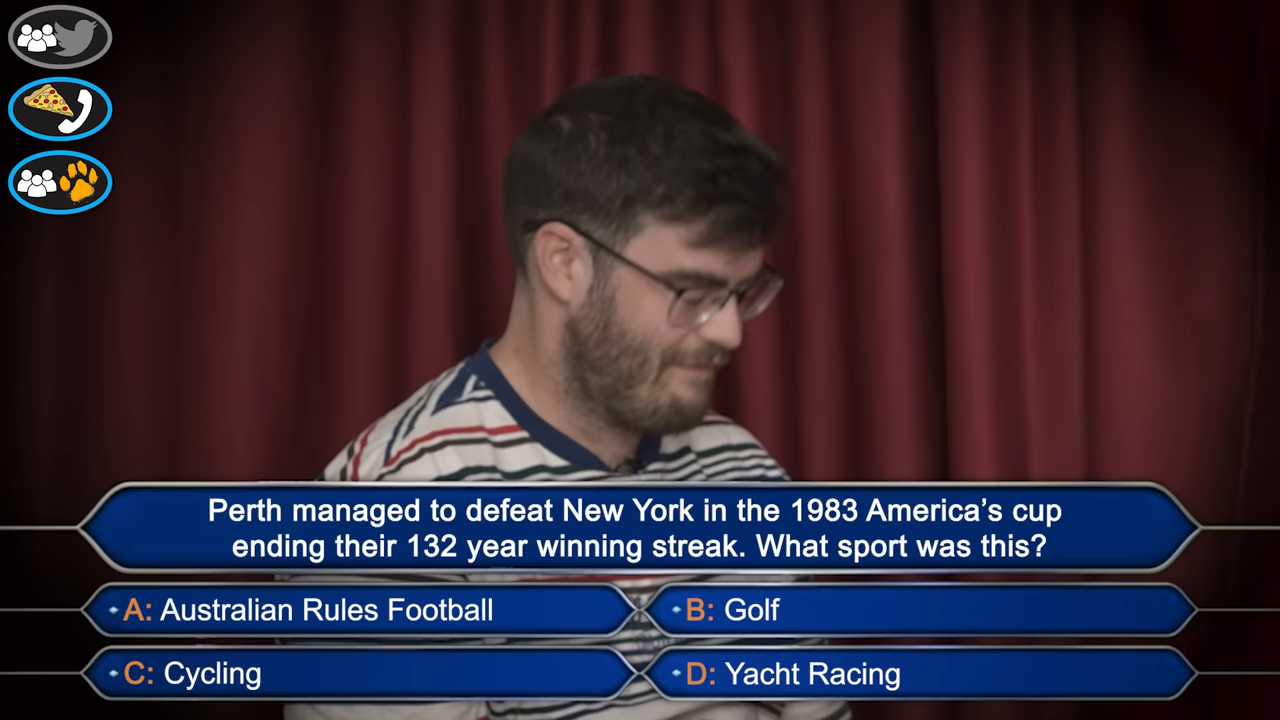 Perth managed to defeat New York in the 1983 America's cup
ending their 132 year winning streak. What sport was this?
A: Australian Rules Football
B: Golf
C: Cycling
D: Yacht Racing